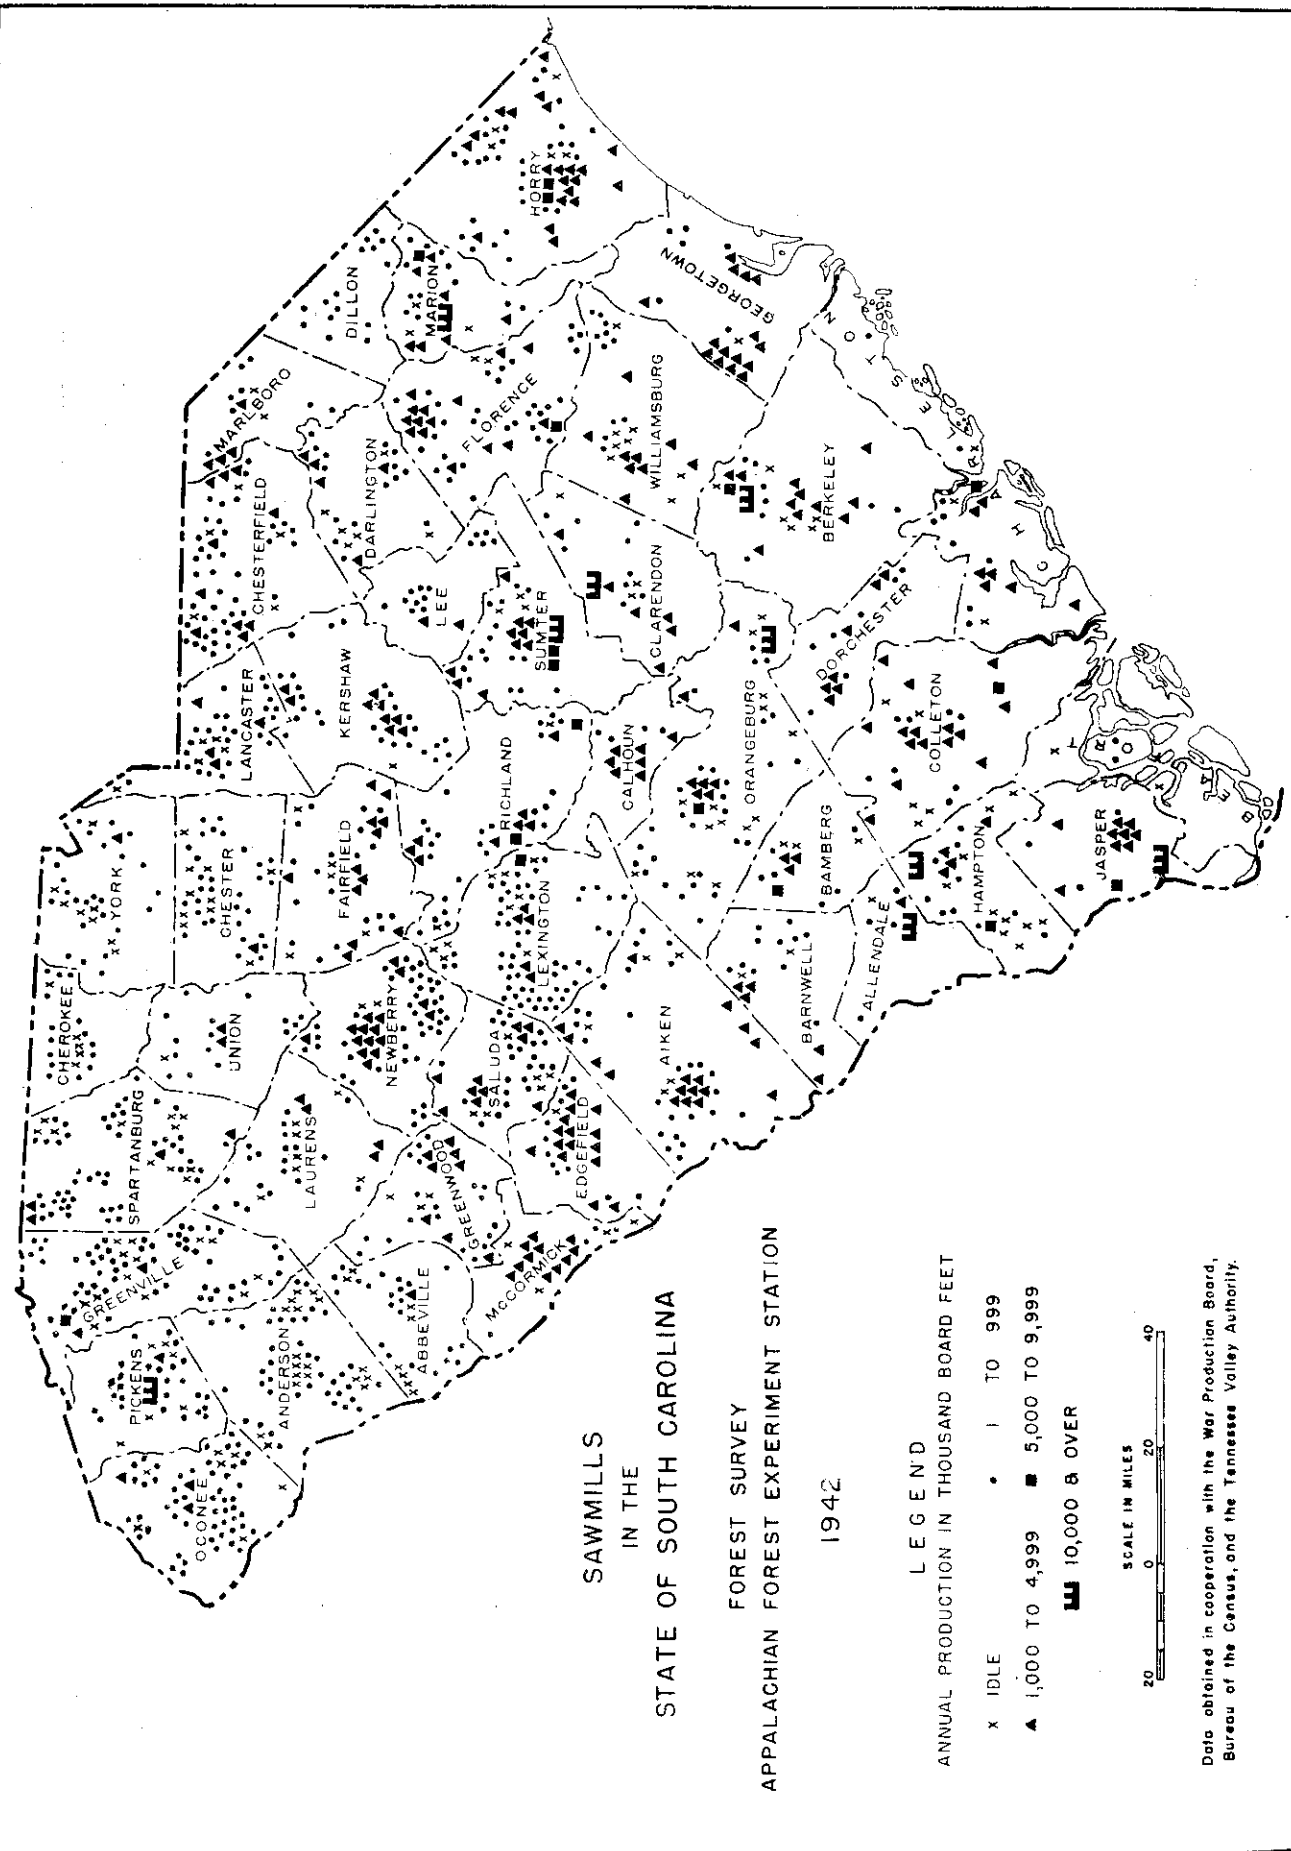 SAWMILLS
IN THE
STATE OF SOUTH CAROLINA
FOREST SURVEY
APPALACHIAN FOREST EXPERIMENT STATION
1942
LEGEND
ANNUAL PRODUCTION IN THOUSAND BOARD FEET
x IDLE • 1 TO 999
▲ 1,000 TO 4,999 ■ 5,000 TO 9,999
10,000 & OVER
SCALE IN MILES
20 0 20 40
Data obtained in cooperation with the War Production Board,
Bureau of the Census, and the Tennessee Valley Authority.
OCONEE
PICKENS
GREENVILLE
SPARTANBURG
CHEROKEE
YORK
ANDERSON
LAURENS
UNION
CHESTER
LANCASTER
CHESTERFIELD
MARLBORO
ABBEVILLE
GREENWOOD
NEWBERRY
FAIRFIELD
KERSHAW
DARLINGTON
DILLON
McCORMICK
SALUDA
LEXINGTON
RICHLAND
LEE
FLORENCE
MARION
EDGEFIELD
AIKEN
CALHOUN
SUMTER
HORRY
BARNWELL
ORANGEBURG
CLARENDON
WILLIAMSBURG
GEORGETOWN
ALLENDALE
BAMBERG
DORCHESTER
BERKELEY
HAMPTON
COLLETON
CHARLESTON
JASPER
BEAUFORT